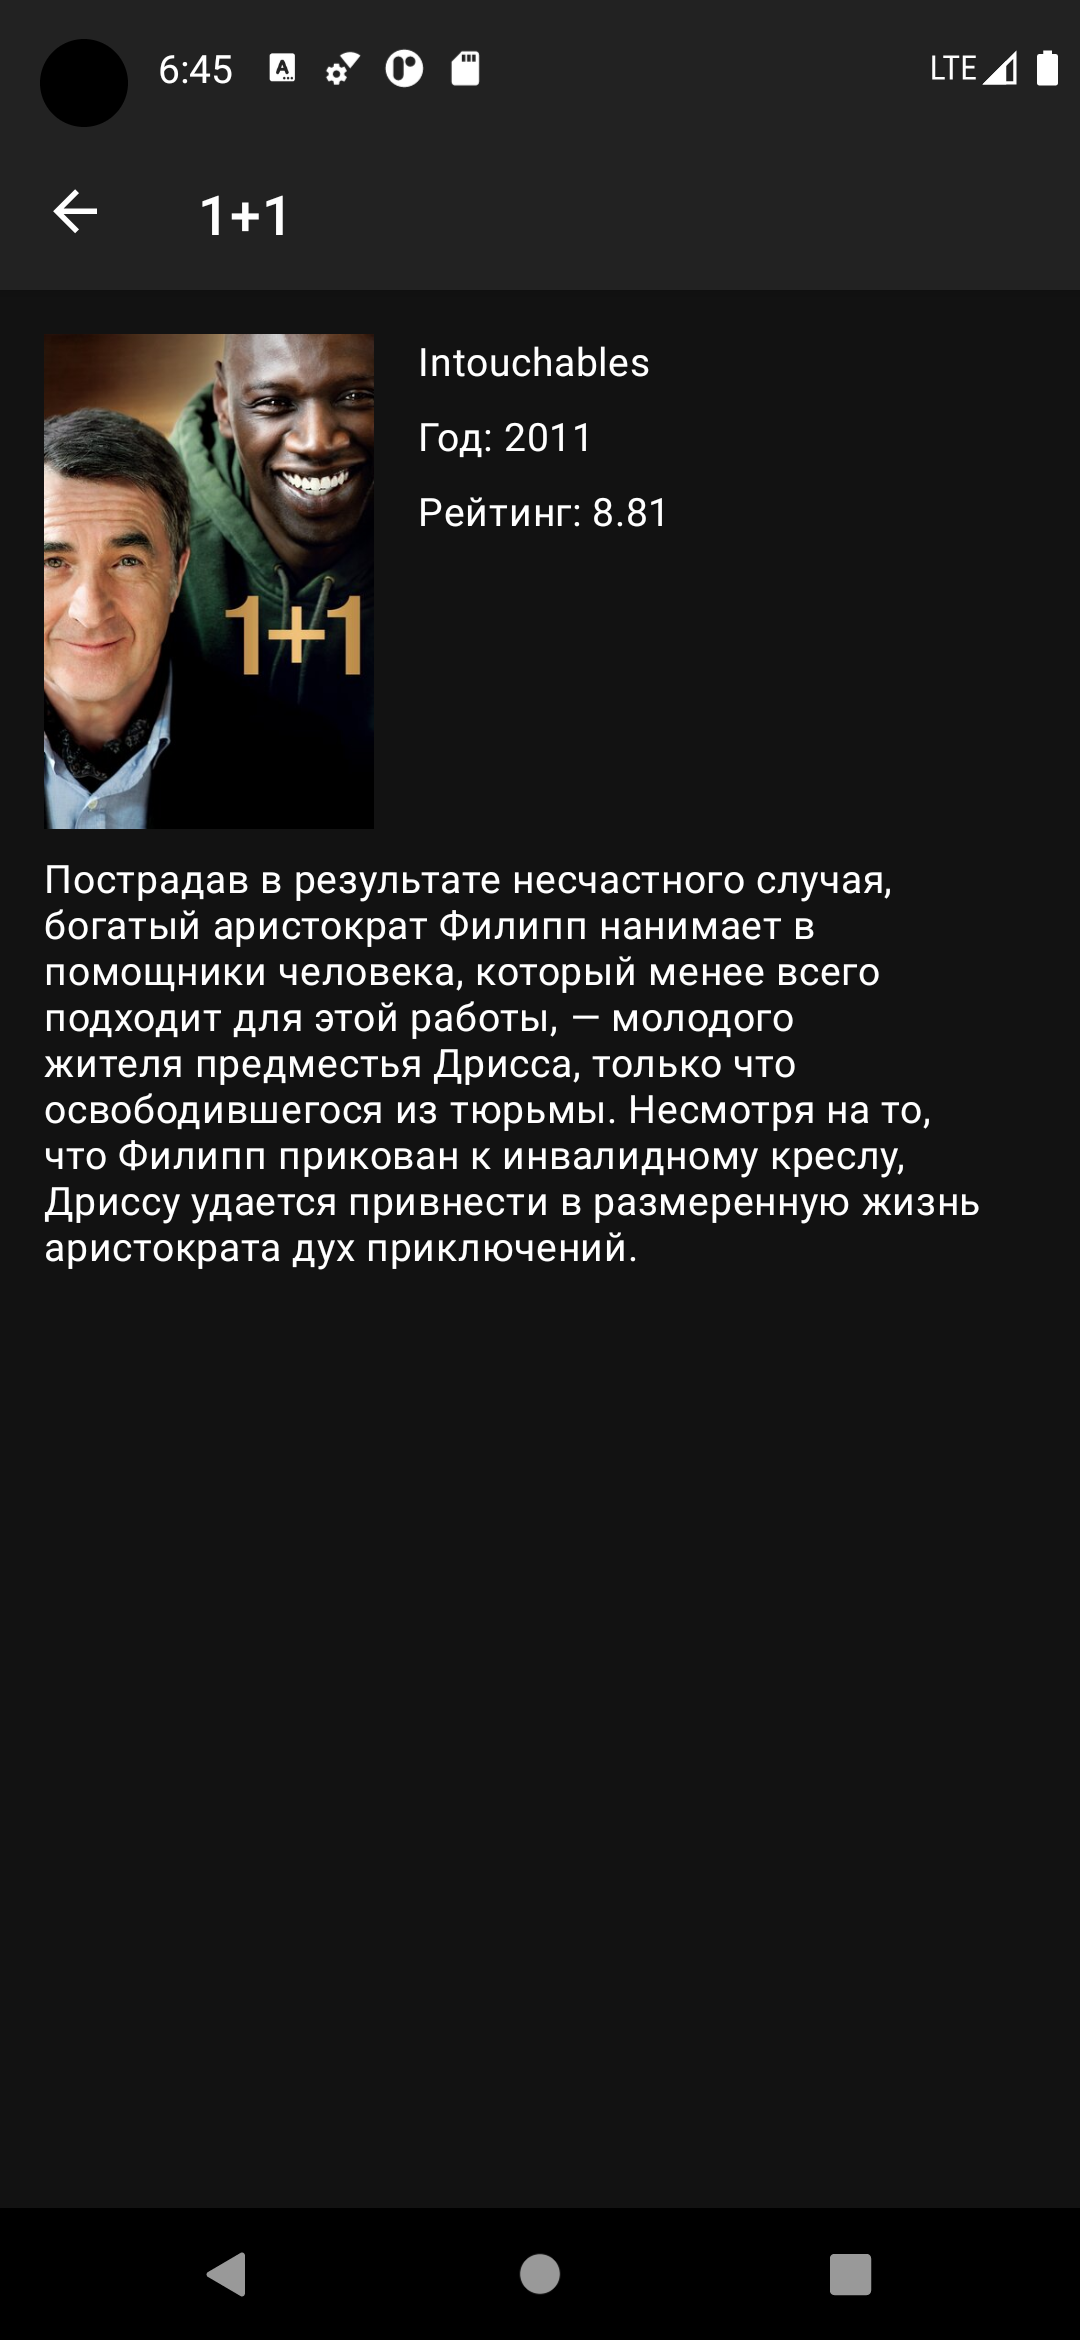 6:45
LTE
1+1
Intouchables
Год: 2011
Рейтинг: 8.81
1+1
Пострадав в результате несчастного случая,
богатый аристократ Филипп нанимает в
помощники человека, который менее всего
подходит для этой работы, — молодого
жителя предместья Дрисса, только что
освободившегося из тюрьмы. Несмотря на то,
что Филипп прикован к инвалидному креслу,
Дриссу удается привнести в размеренную жизнь
аристократа дух приключений.